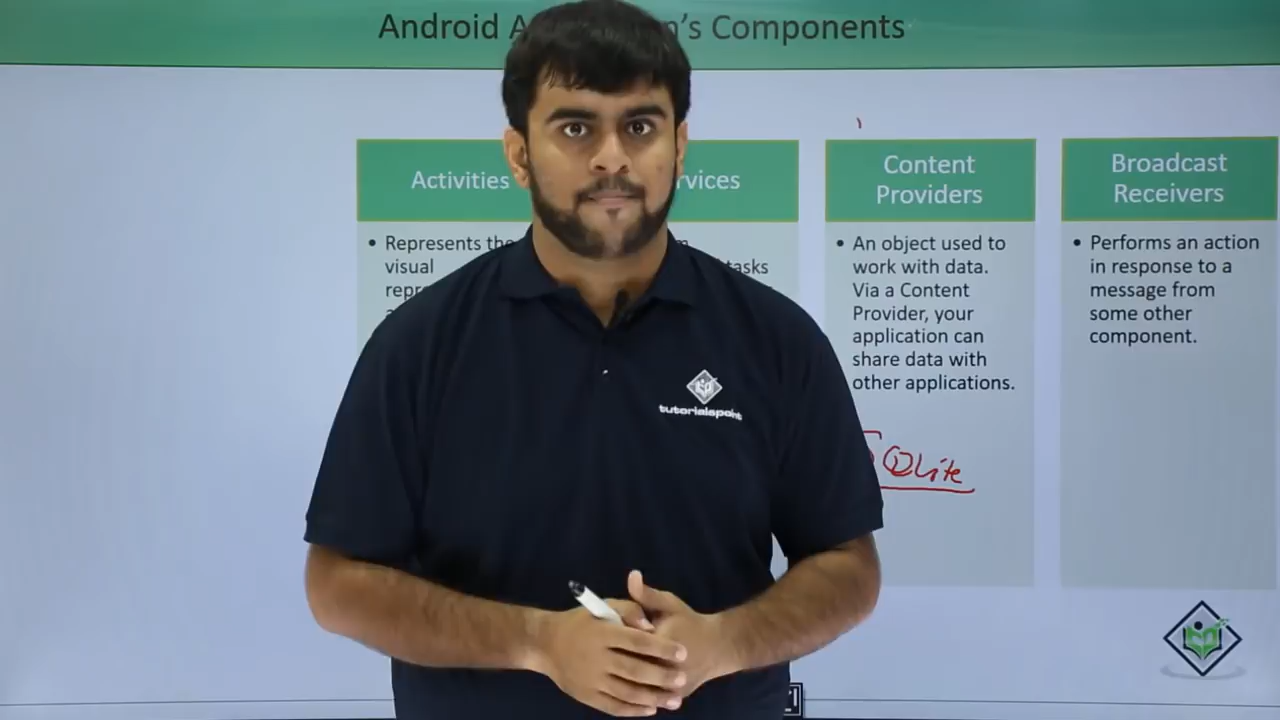 Android A n's Components
Activities
rvices
Content
Providers
Broadcast
Receivers
• Represents the
visual
repr
tasks
• An object used to
work with data.
Via a Content
Provider, your
application can
share data with
other applications.
SQLite
• Performs an action
in response to a
message from
some other
component.
tutorialspoint